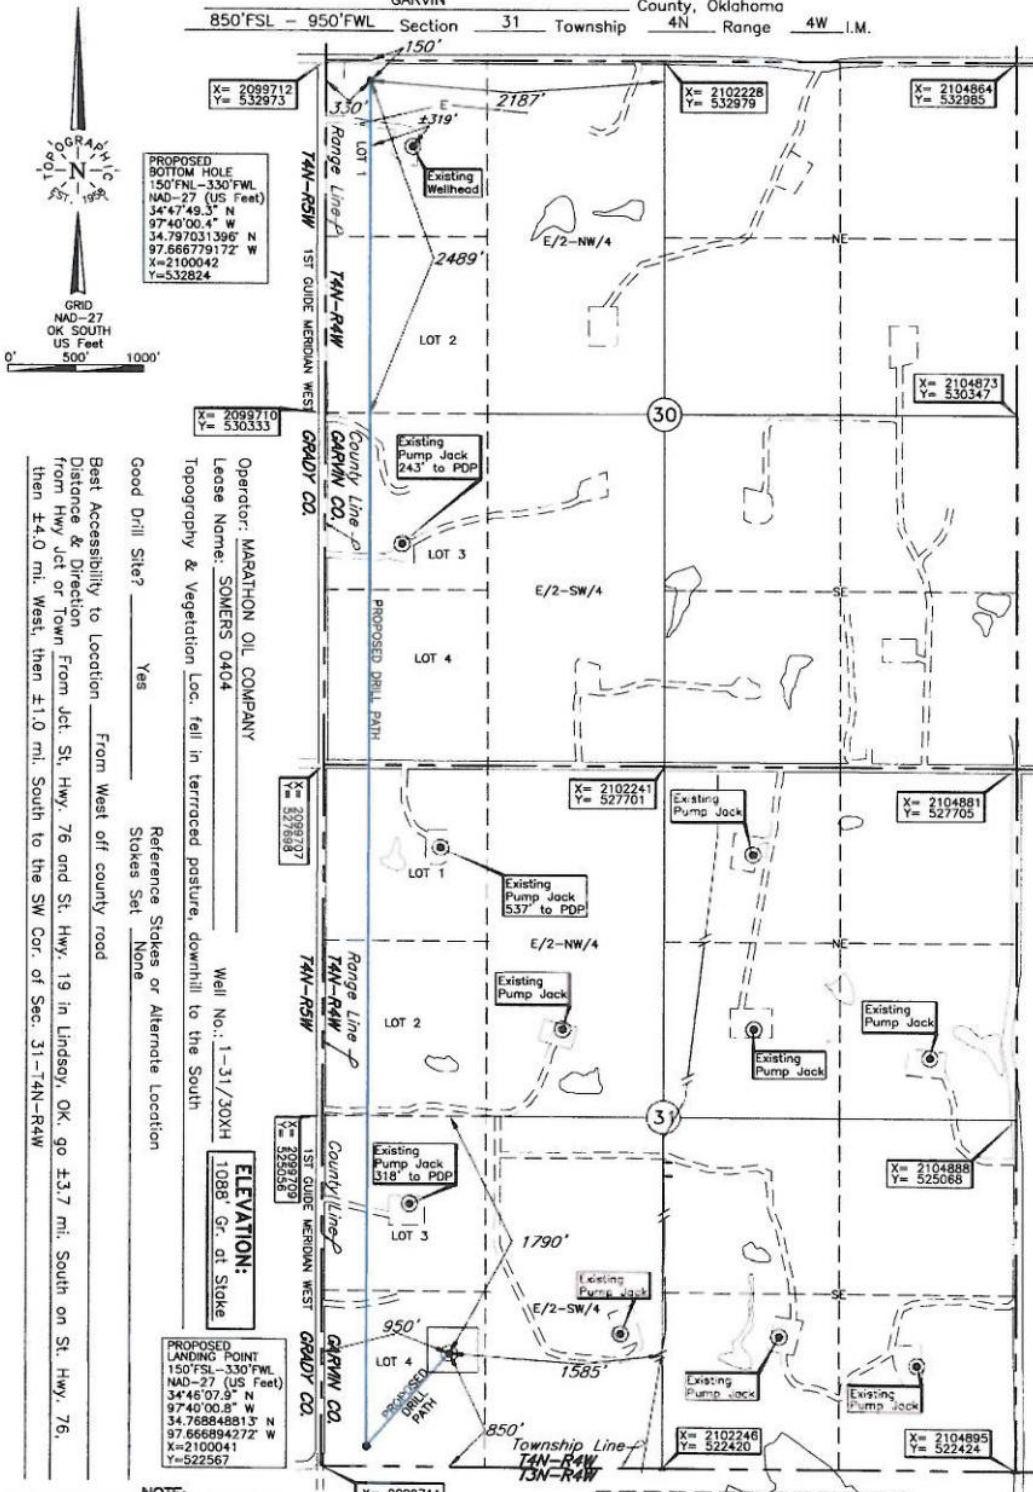 GARVIN County, Oklahoma
850'FSL - 950'FWL Section 31 Township 4N Range 4W I.M.
150'
X= 2099712
Y= 532973
330'
2187'
X= 2102228
Y= 532979
X= 2104864
Y= 532985
E
±319'
TOPOGRAPHIC
N
EST. 1958
GRID
NAD-27
OK SOUTH
US Feet
0' 500' 1000'
PROPOSED
BOTTOM HOLE
150'FNL-330'FWL
NAD-27 (US Feet)
34°47'49.3" N
97°40'00.4" W
34.797031396° N
97.666779172° W
X=2100042
Y=532824
T4N-R5W
Range Line
LOT 1
Existing
Wellhead
E/2-NW/4
NE
2489'
T4N-R4W
1ST GUIDE MERIDIAN WEST
LOT 2
X= 2099710
Y= 530333
30
X= 2104873
Y= 530347
GRADY CO.
GARVIN CO.
County Line
Existing
Pump Jack
243' to PDP
LOT 3
E/2-SW/4
SE
LOT 4
PROPOSED DRILL PATH
Operator: MARATHON OIL COMPANY
Lease Name: SOMERS 0404 Well No.: 1-31/30XH
Topography & Vegetation Loc. fell in terrraced pasture, downhill to the South
Reference Stakes or Alternate Location
Good Drill Site? Yes Stakes Set None
Best Accessibility to Location From West off county road
Distance & Direction
from Hwy Jct or Town From Jct. St. Hwy. 76 and St. Hwy. 19 in Lindsay, OK. go ±3.7 mi. South on St. Hwy. 76,
then ±4.0 mi. West, then ±1.0 mi. South to the SW Cor. of Sec. 31-T4N-R4W
ELEVATION:
1088' Gr. at Stake
X= 2099707
Y= 527698
X= 2102241
Y= 527701
Existing
Pump Jack
X= 2104881
Y= 527705
LOT 1
Existing
Pump Jack
537' to PDP
E/2-NW/4
NE
T4N-R5W
T4N-R4W
Range Line
LOT 2
Existing
Pump Jack
Existing
Pump Jack
Existing
Pump Jack
31
X= 2099709
Y= 525056
X= 2104888
Y= 525068
1ST GUIDE MERIDIAN WEST
County Line
Existing
Pump Jack
318' to PDP
LOT 3
1790'
E/2-SW/4
Existing
Pump Jack
SE
GRADY CO.
GARVIN CO.
950'
LOT 4
PROPOSED
DRILL
PATH
1585'
850'
Existing
Pump Jack
Existing
Pump Jack
PROPOSED
LANDING POINT
150'FSL-330'FWL
NAD-27 (US Feet)
34°46'07.9" N
97°40'00.8" W
34.768848813° N
97.666894272° W
X=2100041
Y=522567
Township Line
T4N-R4W
T3N-R4W
X= 2102246
Y= 522420
X= 2104895
Y= 522424
NOTE: